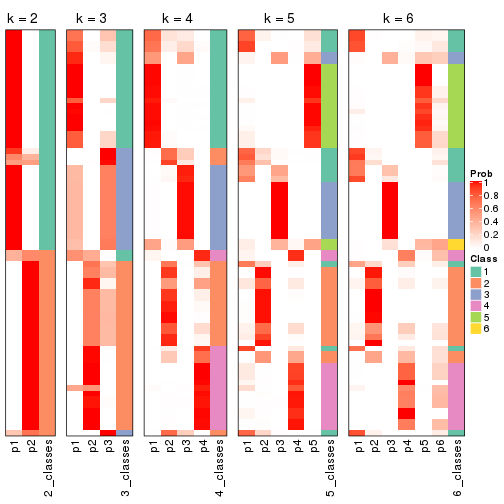 k = 2
k = 3
k = 4
k = 5
k = 6
p1
p2
2_classes
p1
p2
p3
3_classes
p1
p2
p3
p4
4_classes
p1
p2
p3
p4
p5
5_classes
p1
p2
p3
p4
p5
p6
6_classes
Prob
1
0.8
0.6
0.4
0.2
0
Class
1
2
3
4
5
6